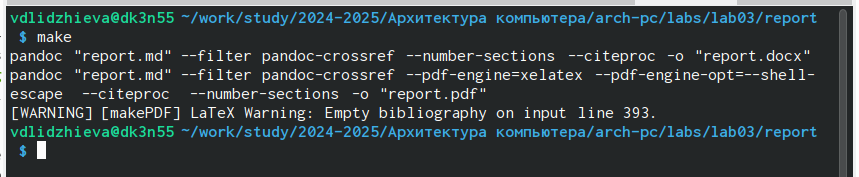 vdlidzhieva@dk3n55 ~/work/study/2024-2025/Архитектура компьютера/arch-pc/labs/lab03/report
$ make
pandoc "report.md" --filter pandoc-crossref --number-sections --citeproc -o "report.docx"
pandoc "report.md" --filter pandoc-crossref --pdf-engine=xelatex --pdf-engine-opt=--shell-
escape  --citeproc  --number-sections -o "report.pdf"
[WARNING] [makePDF] LaTeX Warning: Empty bibliography on input line 393.
vdlidzhieva@dk3n55 ~/work/study/2024-2025/Архитектура компьютера/arch-pc/labs/lab03/report
$